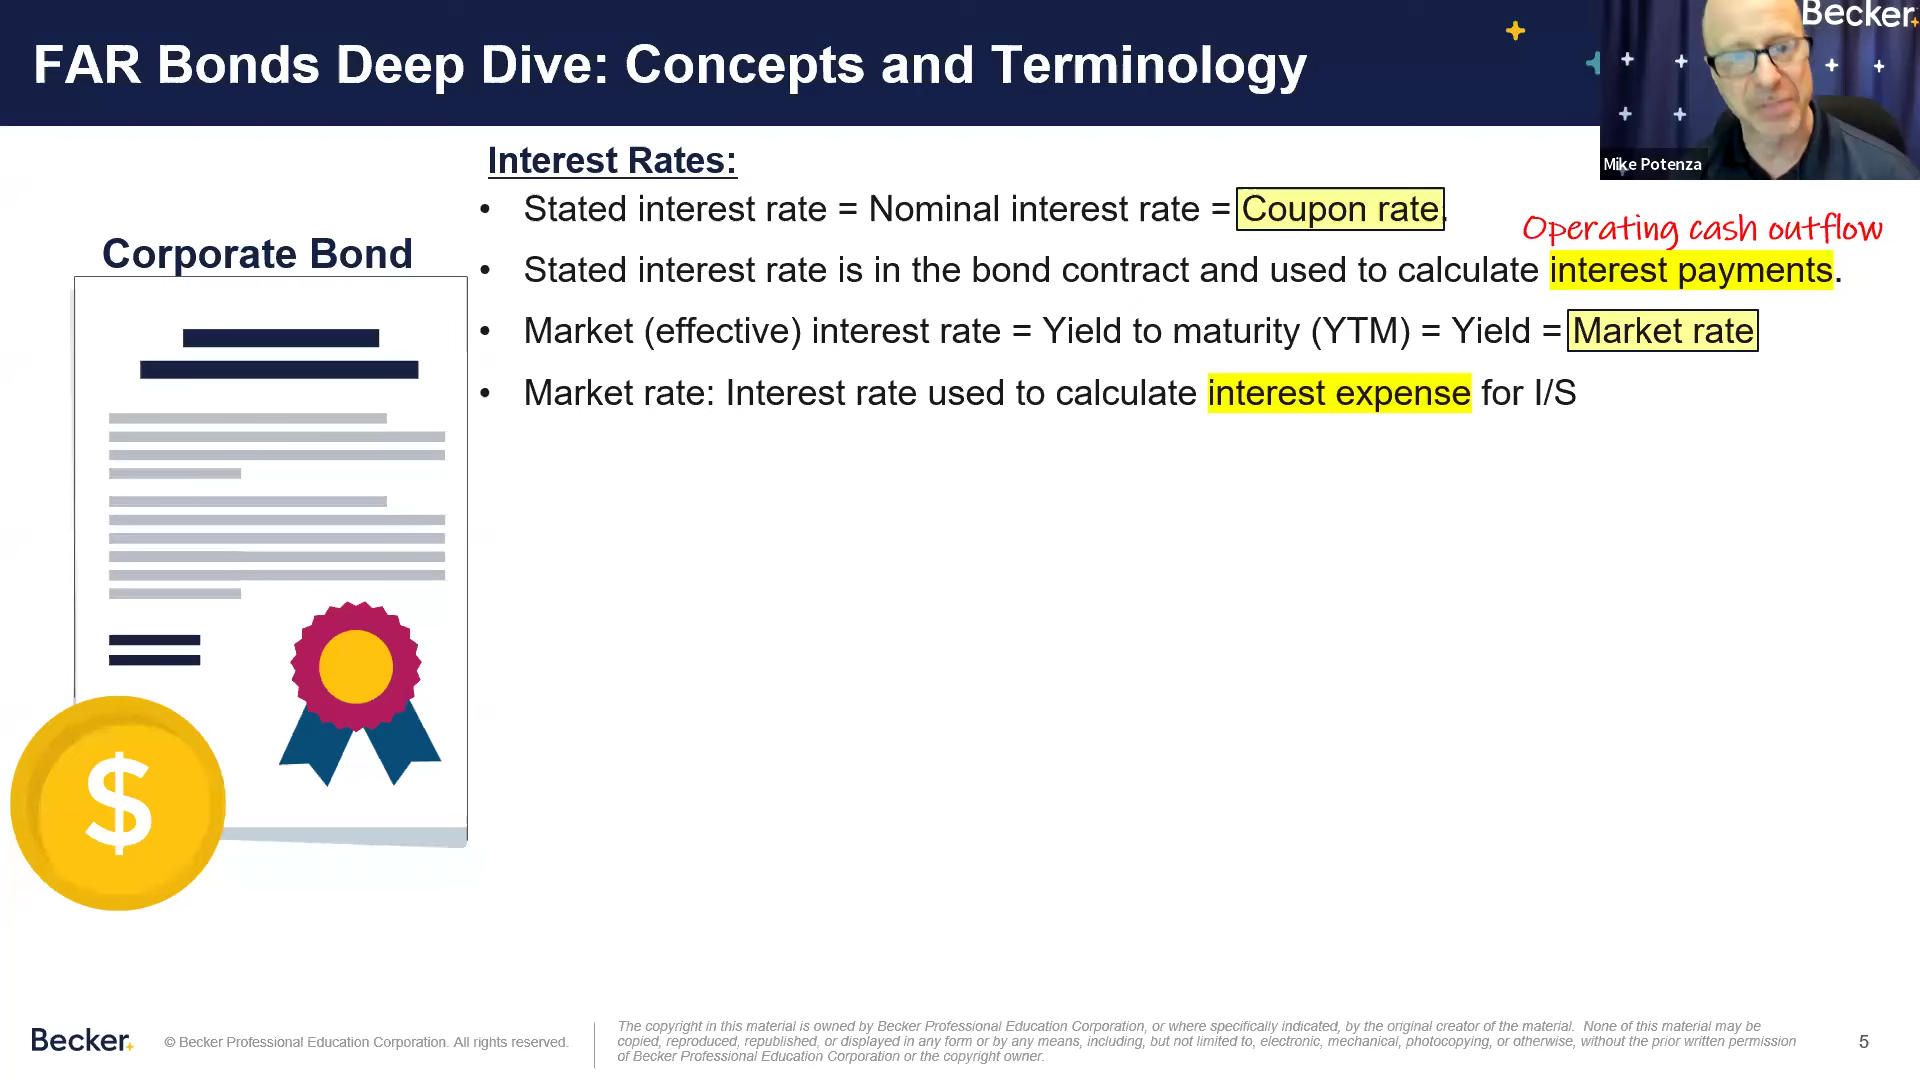 FAR Bonds Deep Dive: Concepts and Terminology
Becker
Mike Potenza
Interest Rates:
• Stated interest rate = Nominal interest rate = Coupon rate.
Operating cash outflow
• Stated interest rate is in the bond contract and used to calculate interest payments.
• Market (effective) interest rate = Yield to maturity (YTM) = Yield = Market rate
• Market rate: Interest rate used to calculate interest expense for I/S
Corporate Bond
$
Becker
© Becker Professional Education Corporation. All rights reserved.
The copyright in this material is owned by Becker Professional Education Corporation, or where specifically indicated, by the original creator of the material. None of this material may be
copied, reproduced, republished, or displayed in any form or by any means, including, but not limited to, electronic, mechanical, photocopying, or otherwise, without the prior written permission
of Becker Professional Education Corporation or the copyright owner.
5